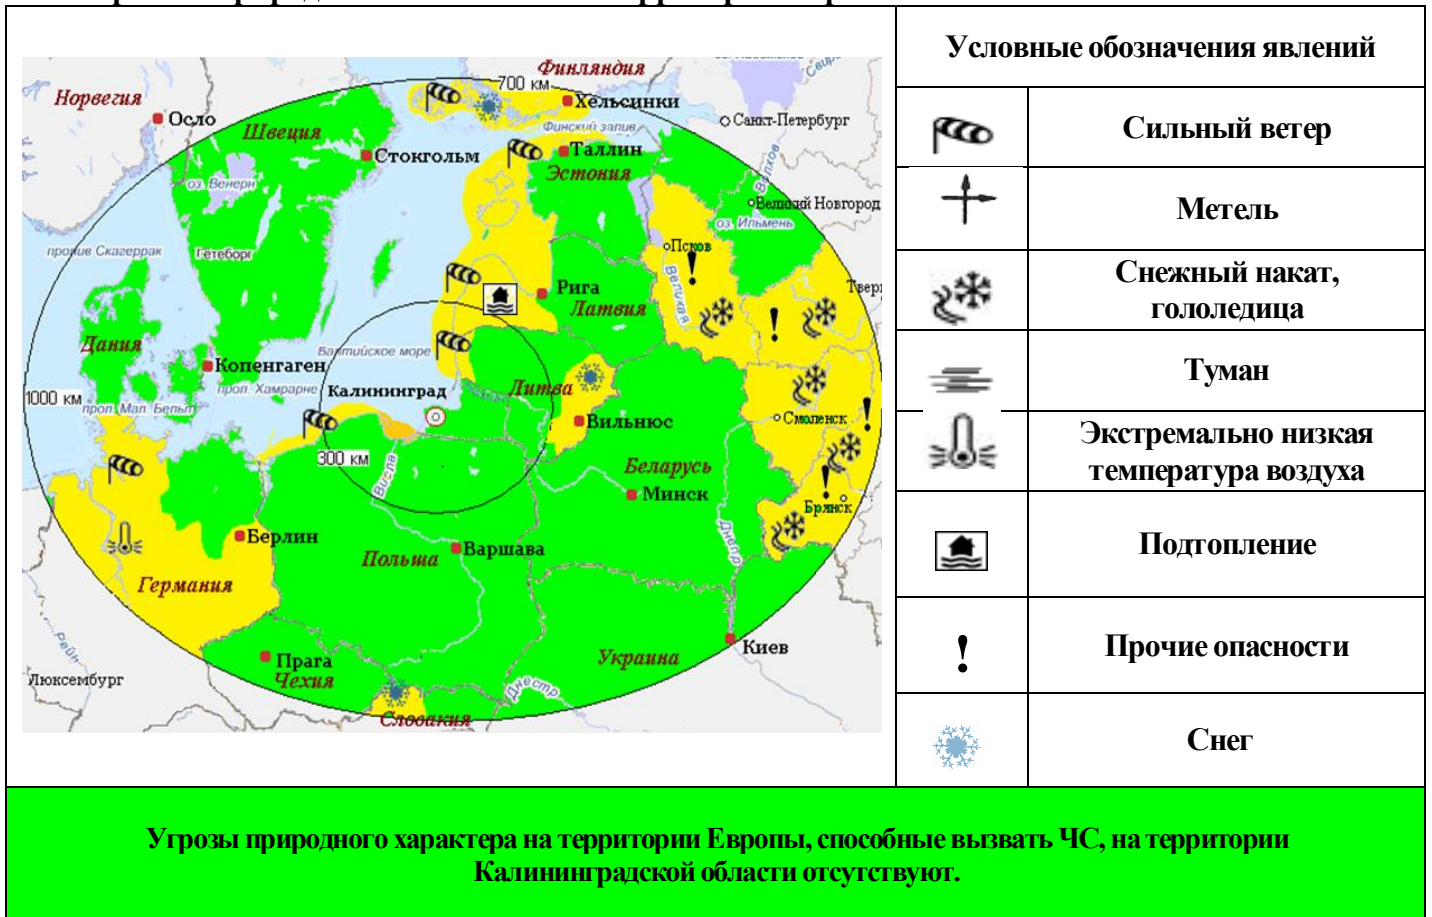 Условные обозначения явлений
Сильный ветер
Метель
Снежный накат,
гололедица
Туман
Экстремально низкая
температура воздуха
Подтопление
!
Прочие опасности
Снег
Финляндия
700 км
Хельсинки
Норвегия
Осло
Швеция
Санкт-Петербург
Финский залив
Стокгольм
Таллин
Эстония
оз. Венерн
Волхов
Великий Новгород
оз. Ильмень
Псков
пролив Скагеррак
Гетеборг
Великая
Рига
Латвия
Твер
Дания
Балтийское море
Копенгаген
прол. Хамрарне
Калининград
Литва
1000 км
прол. Мал. Бельт
Вильнюс
Смоленск
300 км
Висла
Беларусь
Минск
Брянск
Днепр
Берлин
Варшава
Польша
Германия
Рейн
Прага
Чехия
Украина
Киев
Люксембург
Днестр
Словакия
Угрозы природного характера на территории Европы, способные вызвать ЧС, на территории
Калининградской области отсутствуют.